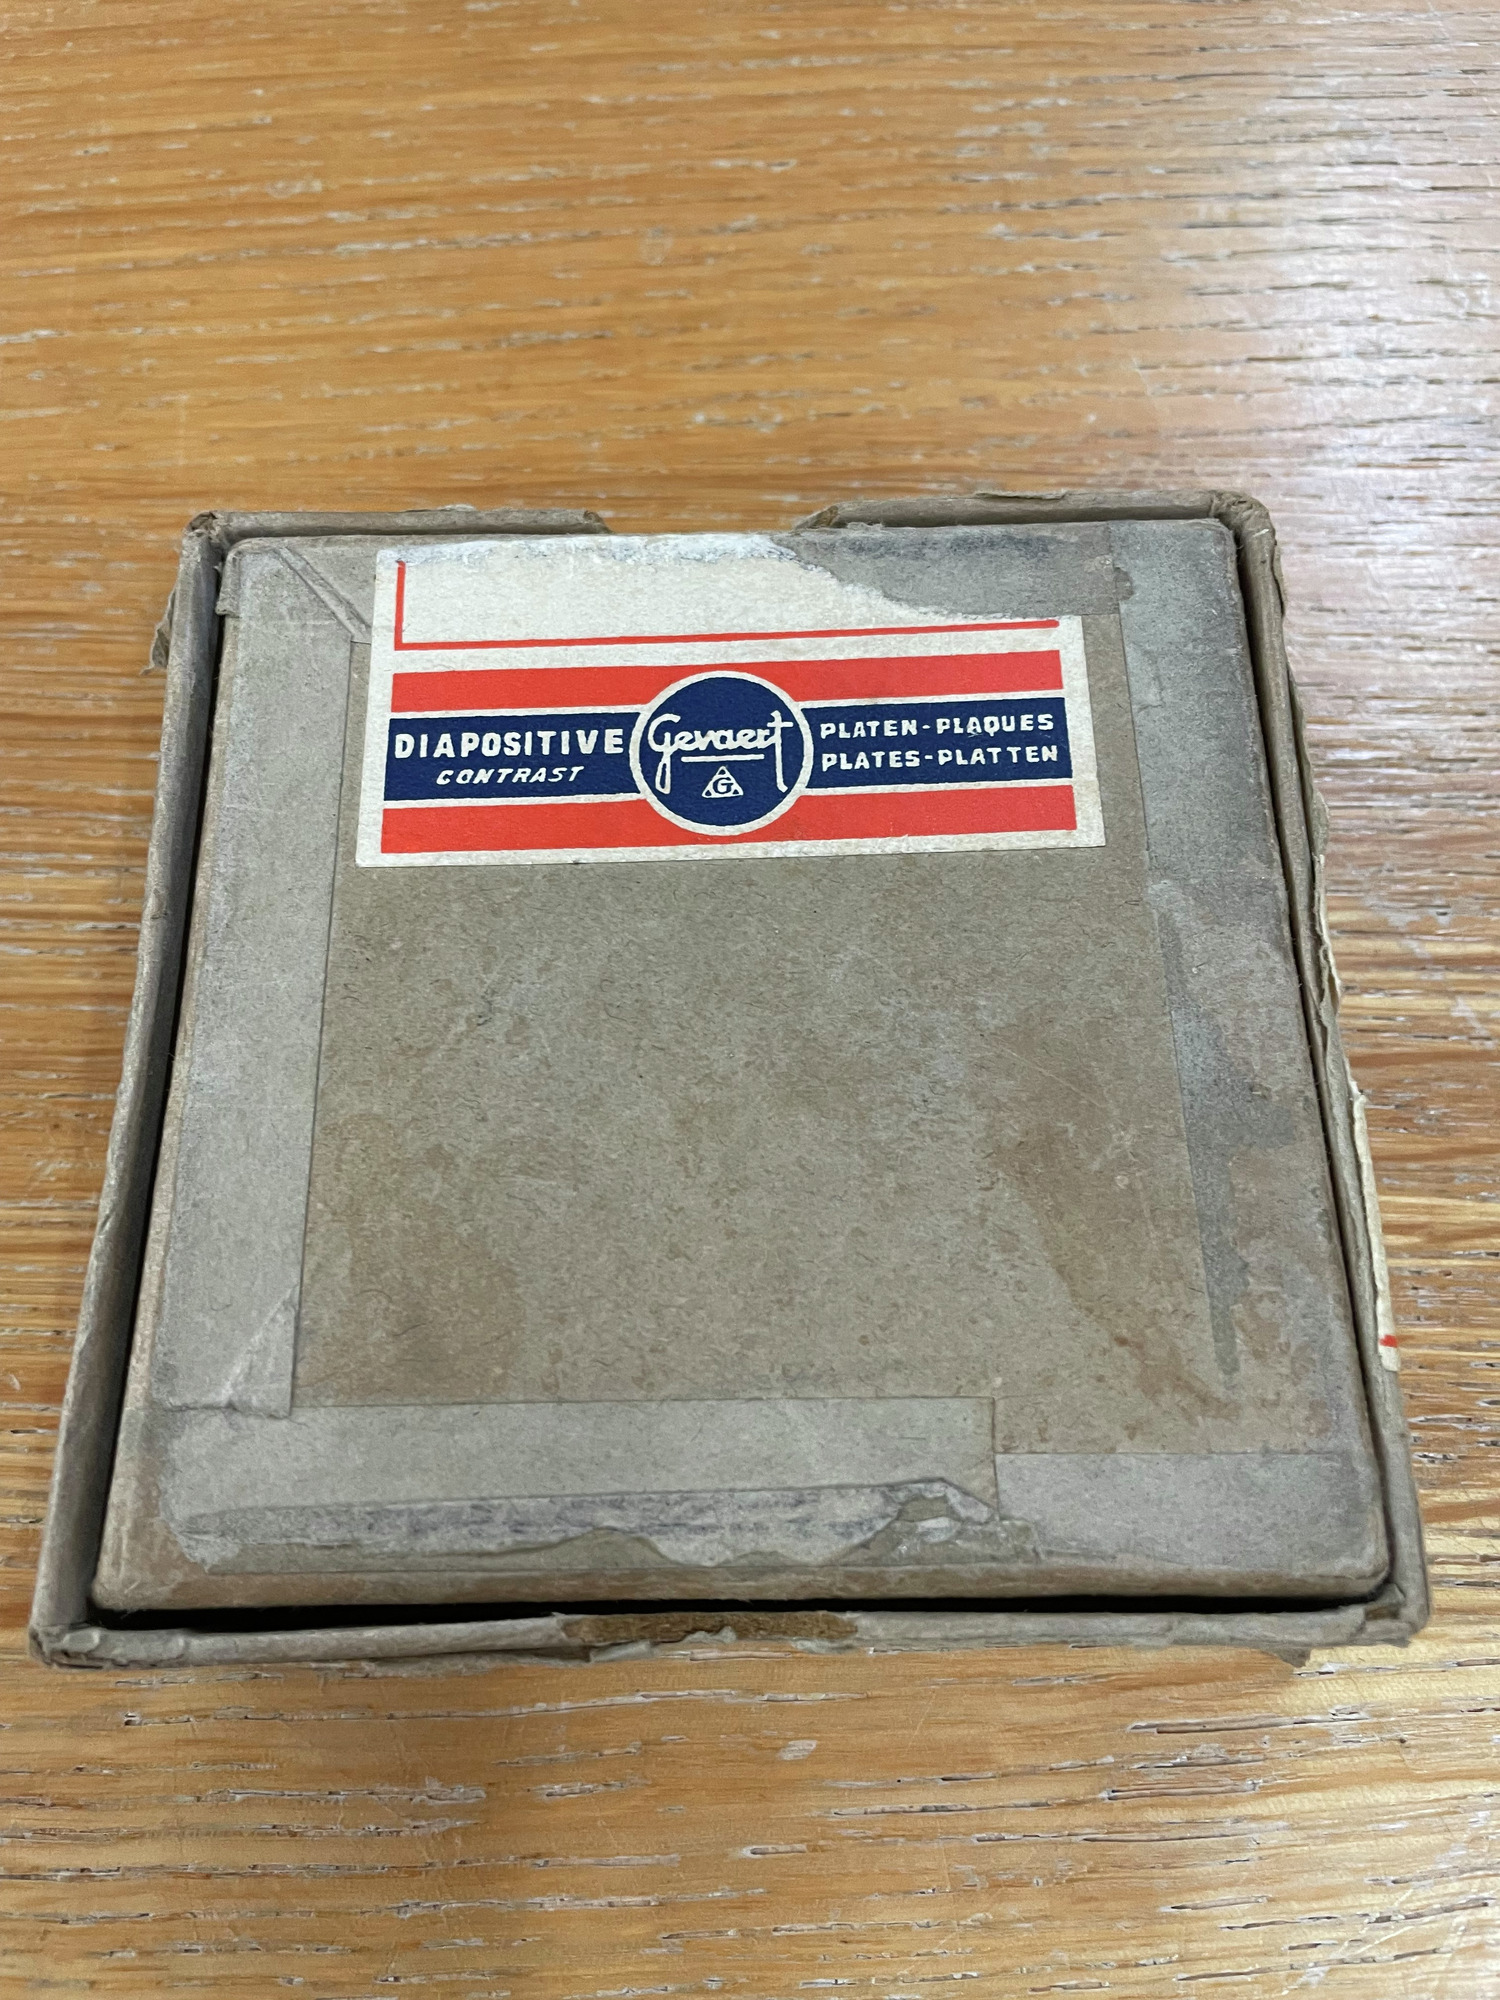 DIAPOSITIVE
CONTRAST
Gevaert
G
PLATEN-PLAQUES
PLATES-PLATTEN